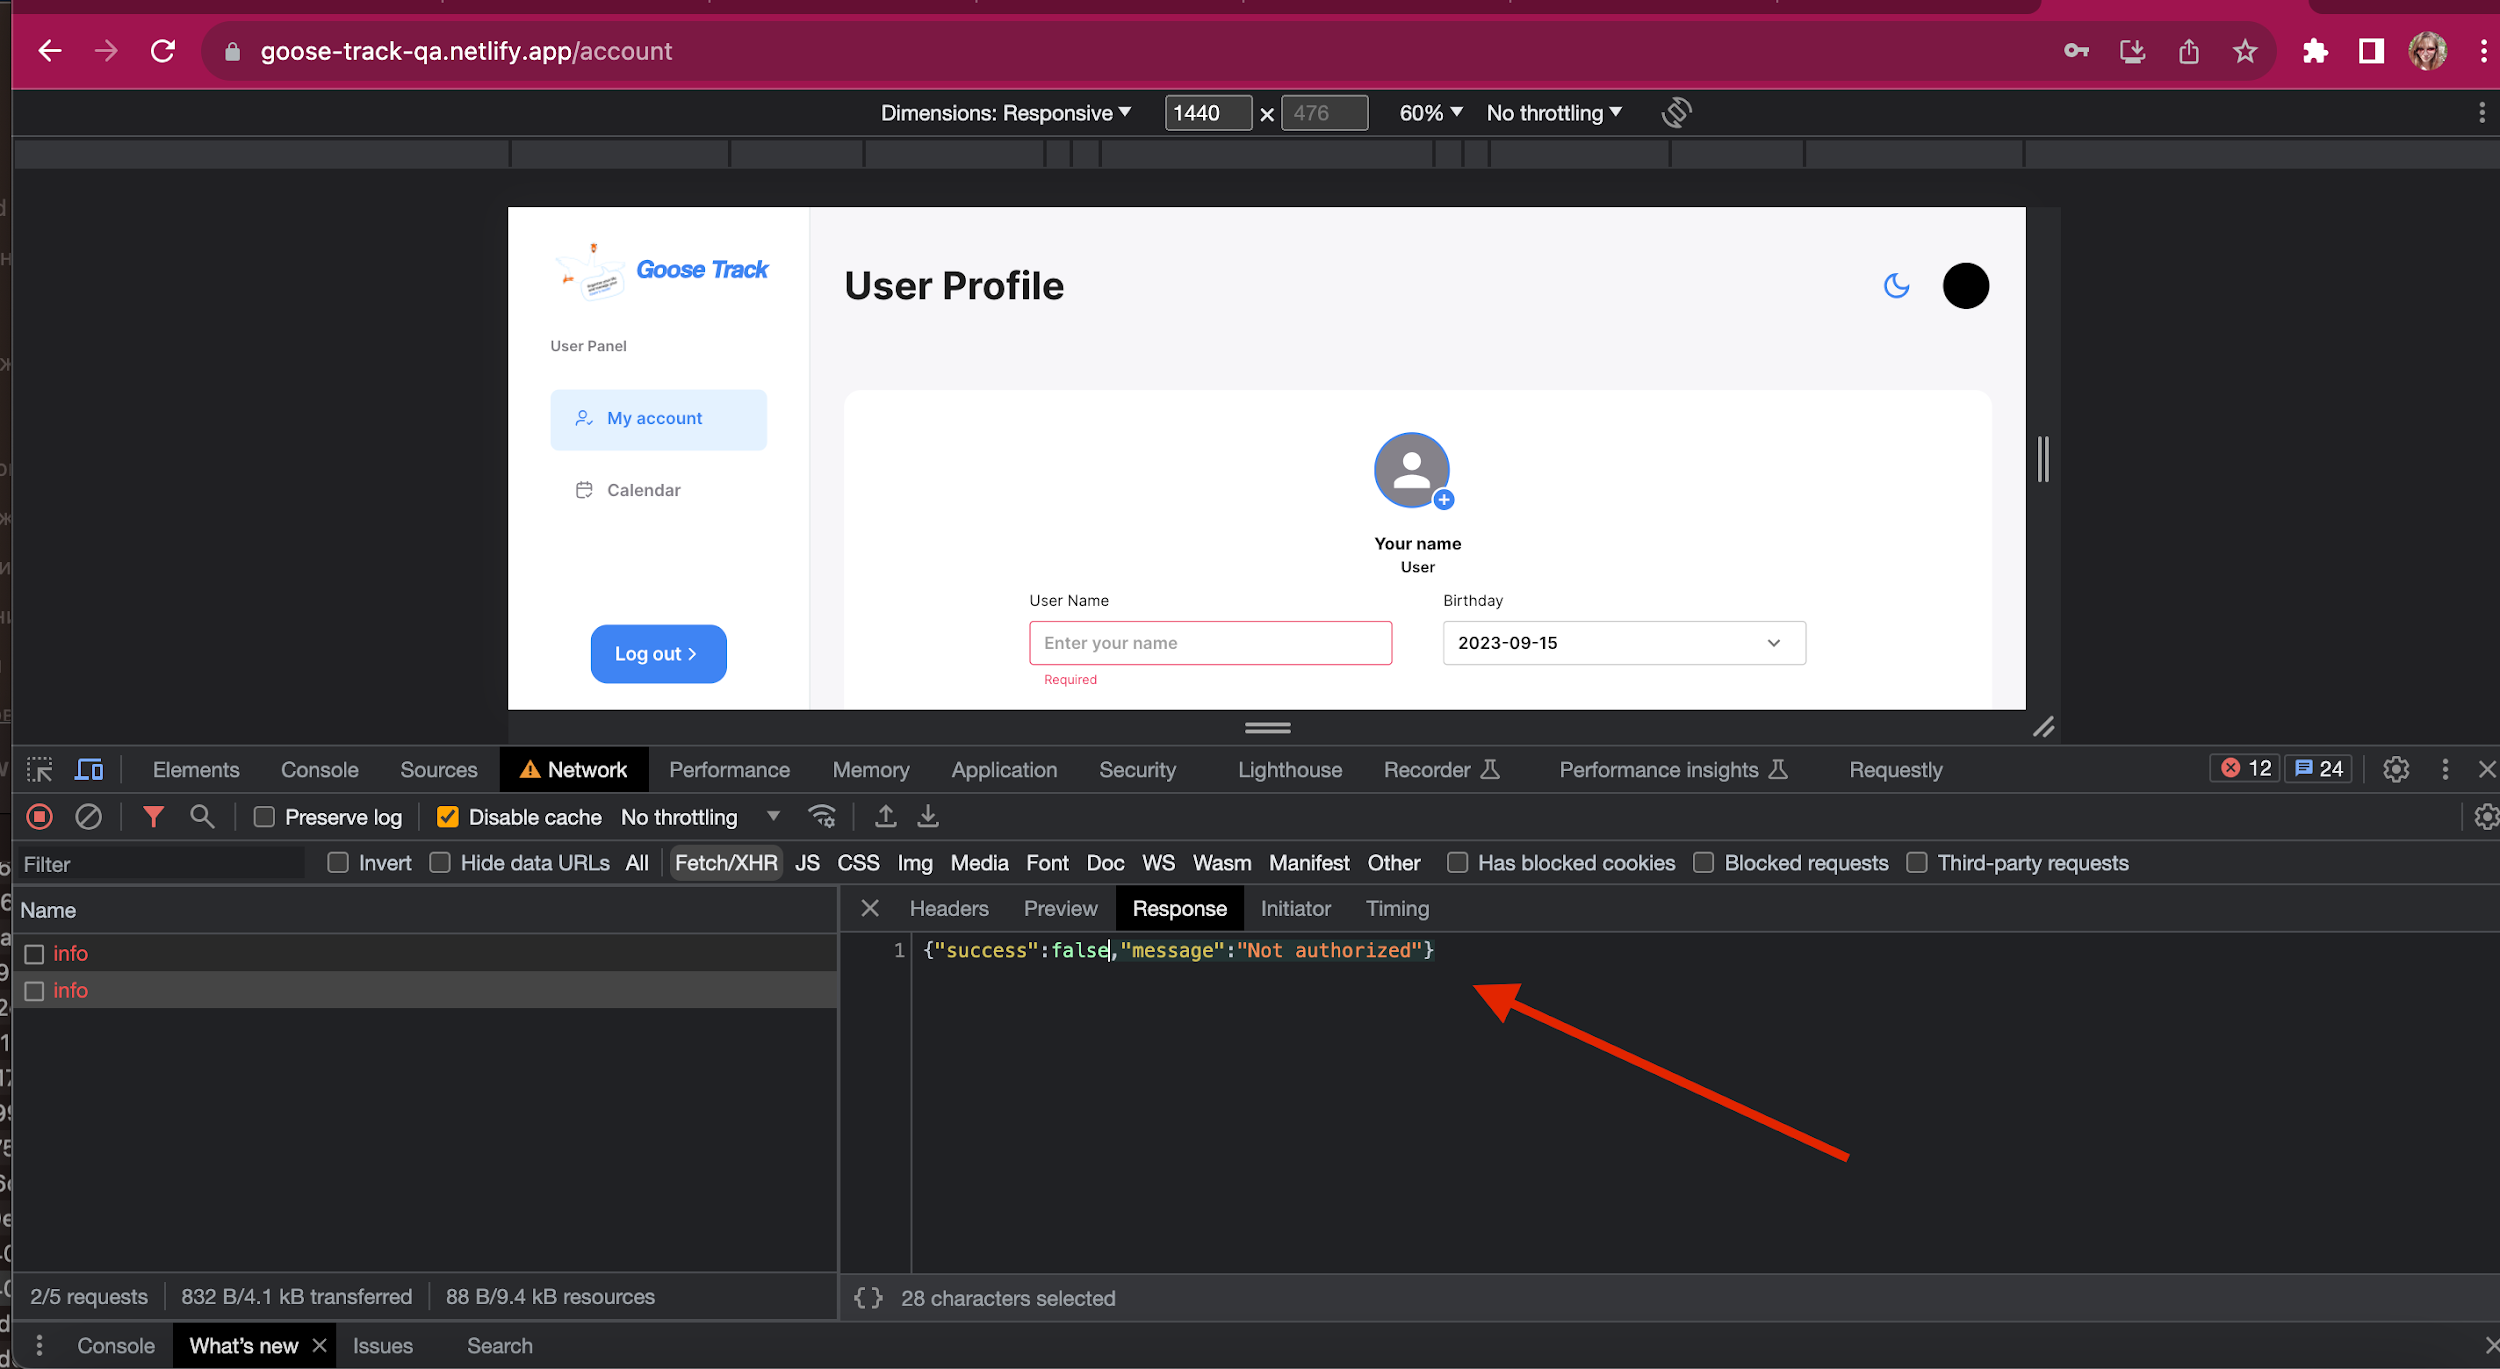 goose-track-qa.netlify.app/account
Dimensions: Responsive 1440 × 476 60% No throttling
Goose Track
User Profile
User Panel
My account
Calendar
Your name
User
User Name Birthday
Enter your name 2023-09-15
Required
Log out
Elements Console Sources Network Performance Memory Application Security Lighthouse Recorder Performance insights Requestly 12 24
Preserve log Disable cache No throttling
Filter Invert Hide data URLs All Fetch/XHR JS CSS Img Media Font Doc WS Wasm Manifest Other Has blocked cookies Blocked requests Third-party requests
Name Headers Preview Response Initiator Timing
info
info
1 {"success":false,"message":"Not authorized"}
2/5 requests 832 B/4.1 kB transferred 88 B/9.4 kB resources { } 28 characters selected
Console What's new Issues Search